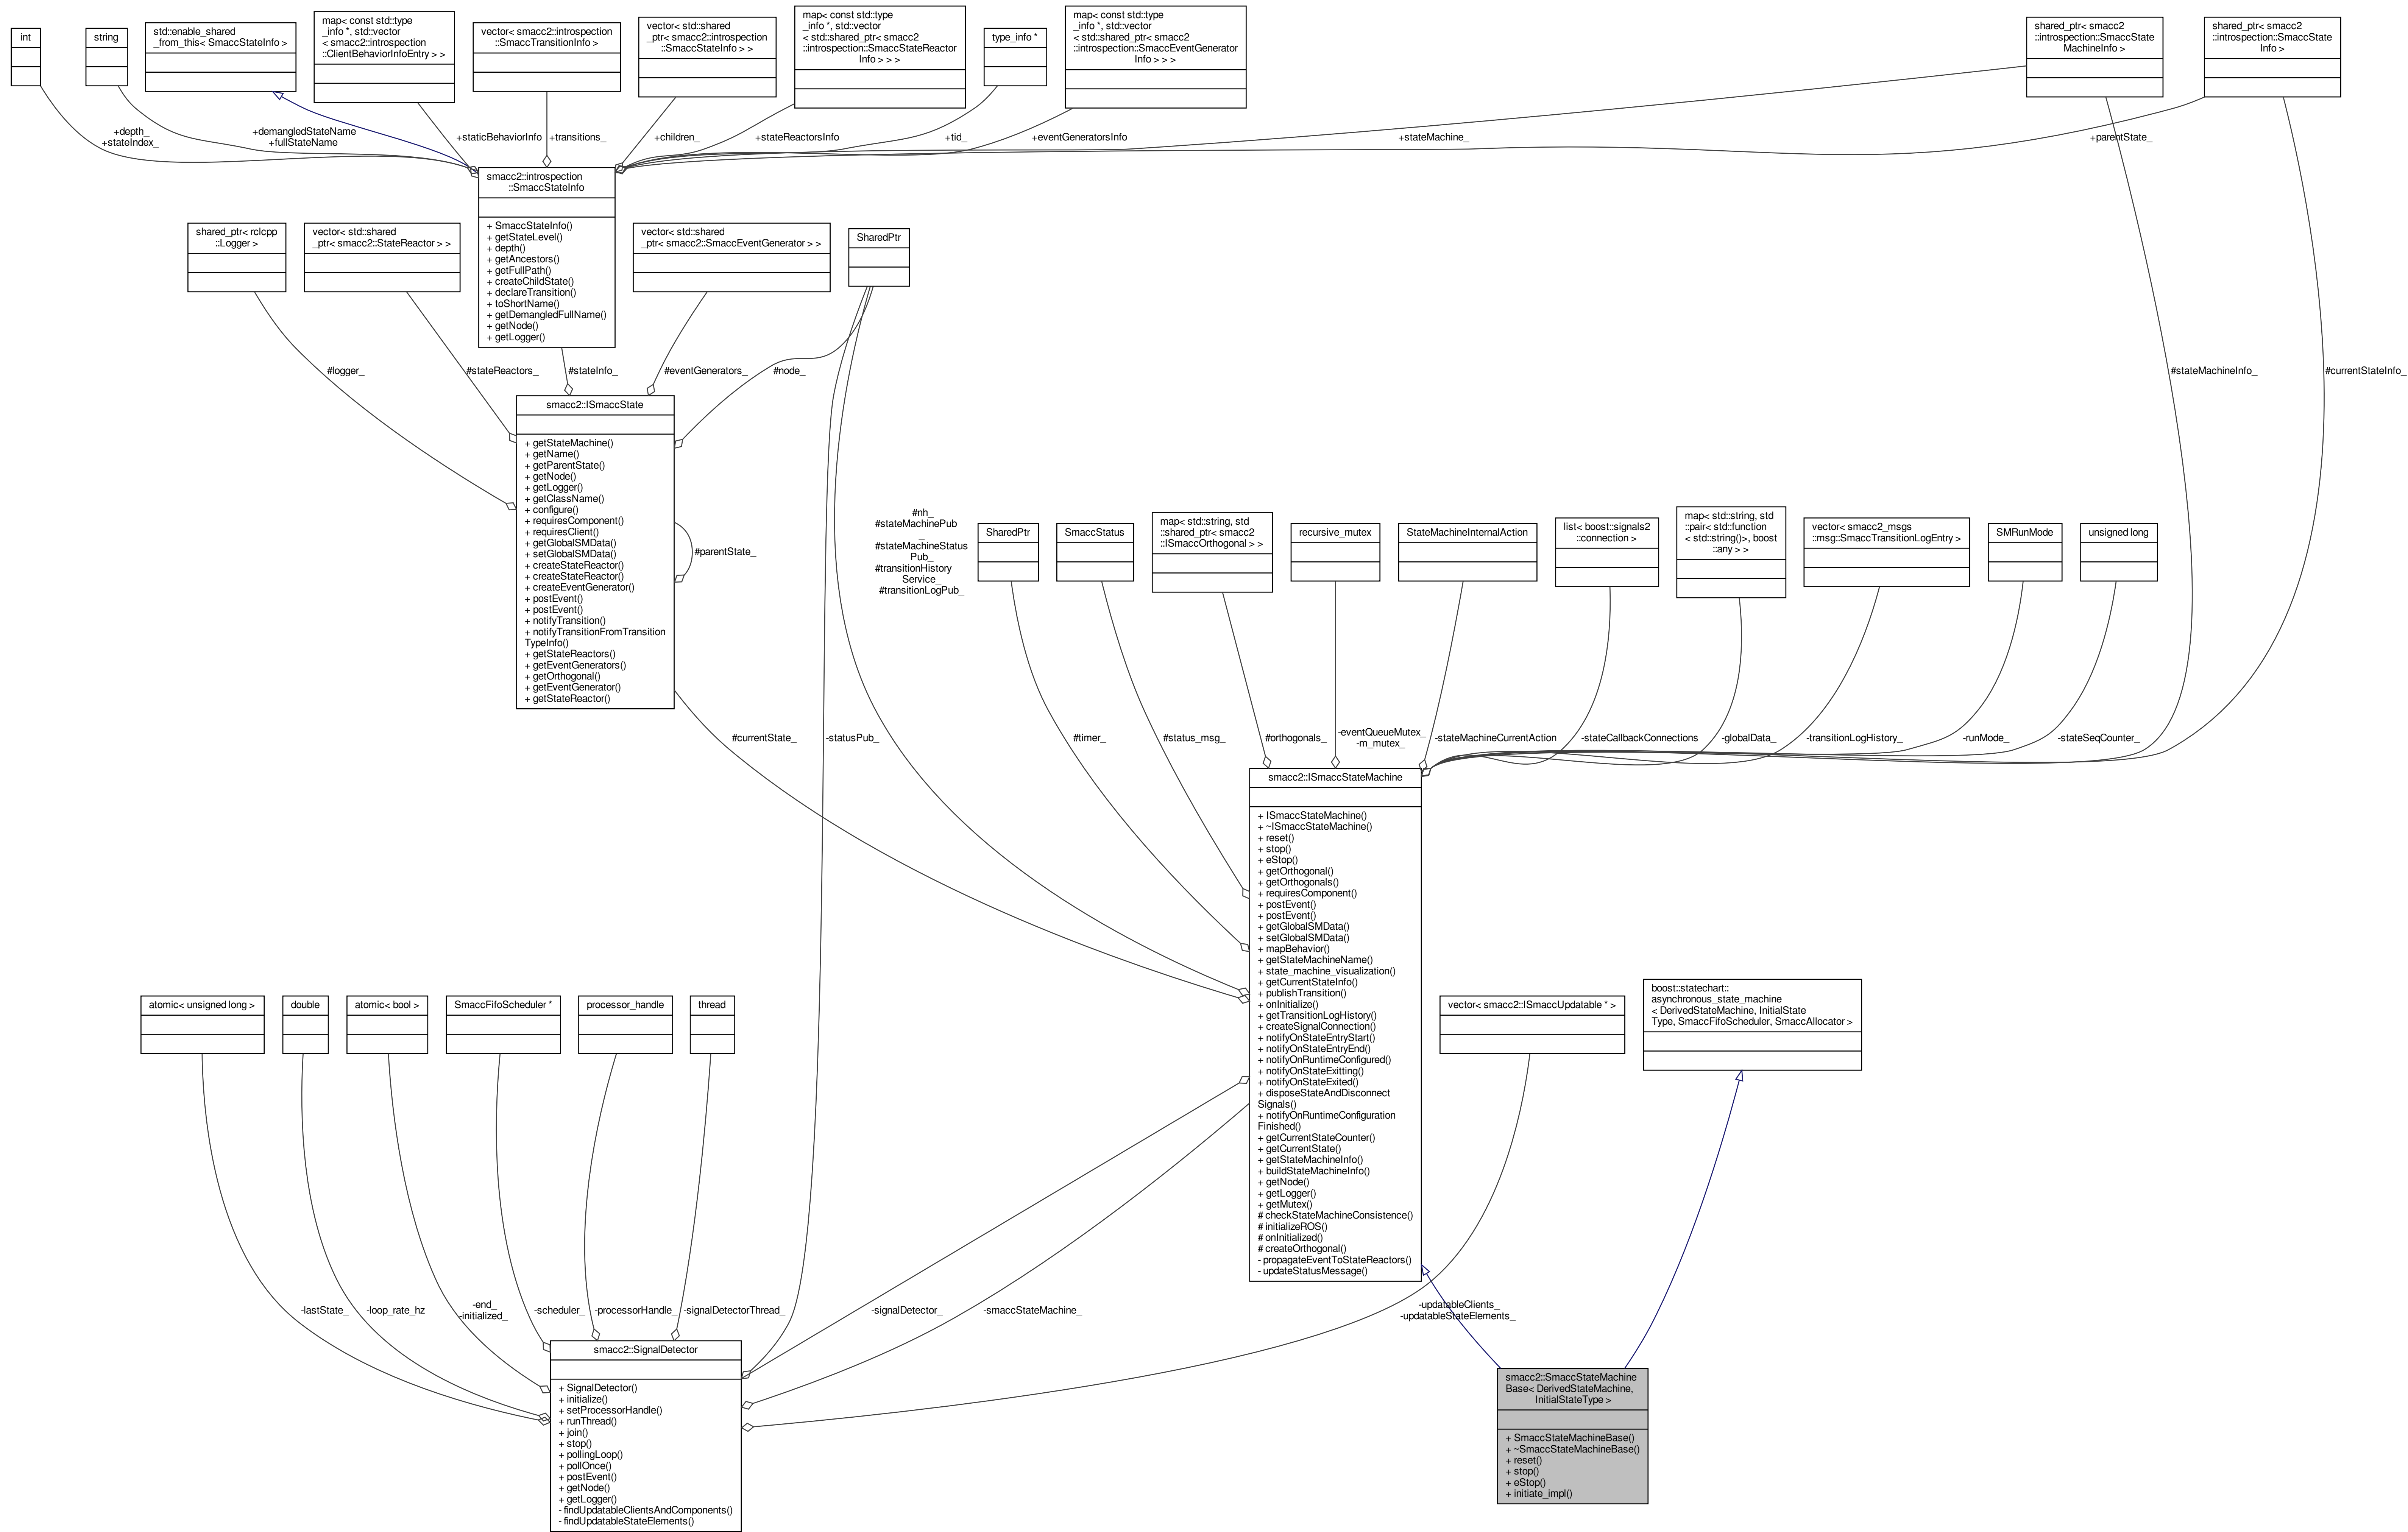 int
string
std::enable_shared
_from_this< SmaccStateInfo >
map< const std::type
_info *, std::vector
< smacc2::introspection
::ClientBehaviorInfoEntry > >
vector< smacc2::introspection
::SmaccTransitionInfo >
vector< std::shared
_ptr< smacc2::introspection
::SmaccStateInfo > >
map< const std::type
_info *, std::vector
< std::shared_ptr< smacc2
::introspection::SmaccStateReactor
Info > > >
type_info *
map< const std::type
_info *, std::vector
< std::shared_ptr< smacc2
::introspection::SmaccEventGenerator
Info > > >
shared_ptr< smacc2
::introspection::SmaccState
MachineInfo >
shared_ptr< smacc2
::introspection::SmaccState
Info >
+depth_
+stateIndex_
+demangledStateName
+fullStateName
+staticBehaviorInfo
+transitions_
+children_
+stateReactorsInfo
+tid_
+eventGeneratorsInfo
+stateMachine_
+parentState_
smacc2::introspection
::SmaccStateInfo
+ SmaccStateInfo()
+ getStateLevel()
+ depth()
+ getAncestors()
+ getFullPath()
+ createChildState()
+ declareTransition()
+ toShortName()
+ getDemangledFullName()
+ getNode()
+ getLogger()
shared_ptr< rclcpp
::Logger >
vector< std::shared
_ptr< smacc2::StateReactor > >
vector< std::shared
_ptr< smacc2::SmaccEventGenerator > >
SharedPtr
#logger_
#stateReactors_
#stateInfo_
#eventGenerators_
#node_
#stateMachineInfo_
#currentStateInfo_
smacc2::ISmaccState
+ getStateMachine()
+ getName()
+ getParentState()
+ getNode()
+ getLogger()
+ getClassName()
+ configure()
+ requiresComponent()
+ requiresClient()
+ getGlobalSMData()
+ setGlobalSMData()
+ createStateReactor()
+ createStateReactor()
+ createEventGenerator()
+ postEvent()
+ postEvent()
+ notifyTransition()
+ notifyTransitionFromTransition
TypeInfo()
+ getStateReactors()
+ getEventGenerators()
+ getOrthogonal()
+ getEventGenerator()
+ getStateReactor()
#parentState_
#nh_
#stateMachinePub
_
#stateMachineStatus
Pub_
#transitionHistory
Service_
#transitionLogPub_
SharedPtr
SmaccStatus
map< std::string, std
::shared_ptr< smacc2
::ISmaccOrthogonal > >
recursive_mutex
StateMachineInternalAction
list< boost::signals2
::connection >
map< std::string, std
::pair< std::function
< std::string()>, boost
::any > >
vector< smacc2_msgs
::msg::SmaccTransitionLogEntry >
SMRunMode
unsigned long
#currentState_
-statusPub_
#timer_
#status_msg_
#orthogonals_
-eventQueueMutex_
-m_mutex_
-stateMachineCurrentAction
-stateCallbackConnections
-globalData_
-transitionLogHistory_
-runMode_
-stateSeqCounter_
smacc2::ISmaccStateMachine
+ ISmaccStateMachine()
+ ~ISmaccStateMachine()
+ reset()
+ stop()
+ eStop()
+ getOrthogonal()
+ getOrthogonals()
+ requiresComponent()
+ postEvent()
+ postEvent()
+ getGlobalSMData()
+ setGlobalSMData()
+ mapBehavior()
+ getStateMachineName()
+ state_machine_visualization()
+ getCurrentStateInfo()
+ publishTransition()
+ onInitialize()
+ getTransitionLogHistory()
+ createSignalConnection()
+ notifyOnStateEntryStart()
+ notifyOnStateEntryEnd()
+ notifyOnRuntimeConfigured()
+ notifyOnStateExitting()
+ notifyOnStateExited()
+ disposeStateAndDisconnect
Signals()
+ notifyOnRuntimeConfiguration
Finished()
+ getCurrentStateCounter()
+ getCurrentState()
+ getStateMachineInfo()
+ buildStateMachineInfo()
+ getNode()
+ getLogger()
+ getMutex()
# checkStateMachineConsistence()
# initializeROS()
# onInitialized()
# createOrthogonal()
- propagateEventToStateReactors()
- updateStatusMessage()
atomic< unsigned long >
double
atomic< bool >
SmaccFifoScheduler *
processor_handle
thread
vector< smacc2::ISmaccUpdatable * >
boost::statechart::
asynchronous_state_machine
< DerivedStateMachine, InitialState
Type, SmaccFifoScheduler, SmaccAllocator >
-lastState_
-loop_rate_hz
-end_
-initialized_
-scheduler_
-processorHandle_
-signalDetectorThread_
-signalDetector_
-smaccStateMachine_
-updatableClients_
-updatableStateElements_
smacc2::SignalDetector
+ SignalDetector()
+ initialize()
+ setProcessorHandle()
+ runThread()
+ join()
+ stop()
+ pollingLoop()
+ pollOnce()
+ postEvent()
+ getNode()
+ getLogger()
- findUpdatableClientsAndComponents()
- findUpdatableStateElements()
smacc2::SmaccStateMachine
Base< DerivedStateMachine,
InitialStateType >
+ SmaccStateMachineBase()
+ ~SmaccStateMachineBase()
+ reset()
+ stop()
+ eStop()
+ initiate_impl()